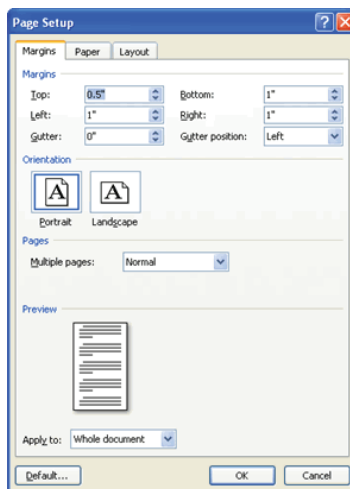 Page Setup
Margins Paper Layout
Margins
Top: 0.5" Bottom: 1"
Left: 1" Right: 1"
Gutter: 0" Gutter position: Left
Orientation
A A
Portrait Landscape
Pages
Multiple pages: Normal
Preview
Apply to: Whole document
Default... OK Cancel